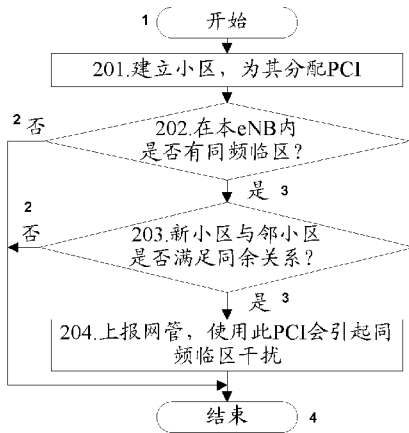 1 开始
201.建立小区，为其分配PCI
2 否
202.在本eNB内
是否有同频临区？
是 3
2
否
203.新小区与邻小区
是否满足同余关系？
是 3
204.上报网管，使用此PCI会引起同
频临区干扰
结束 4